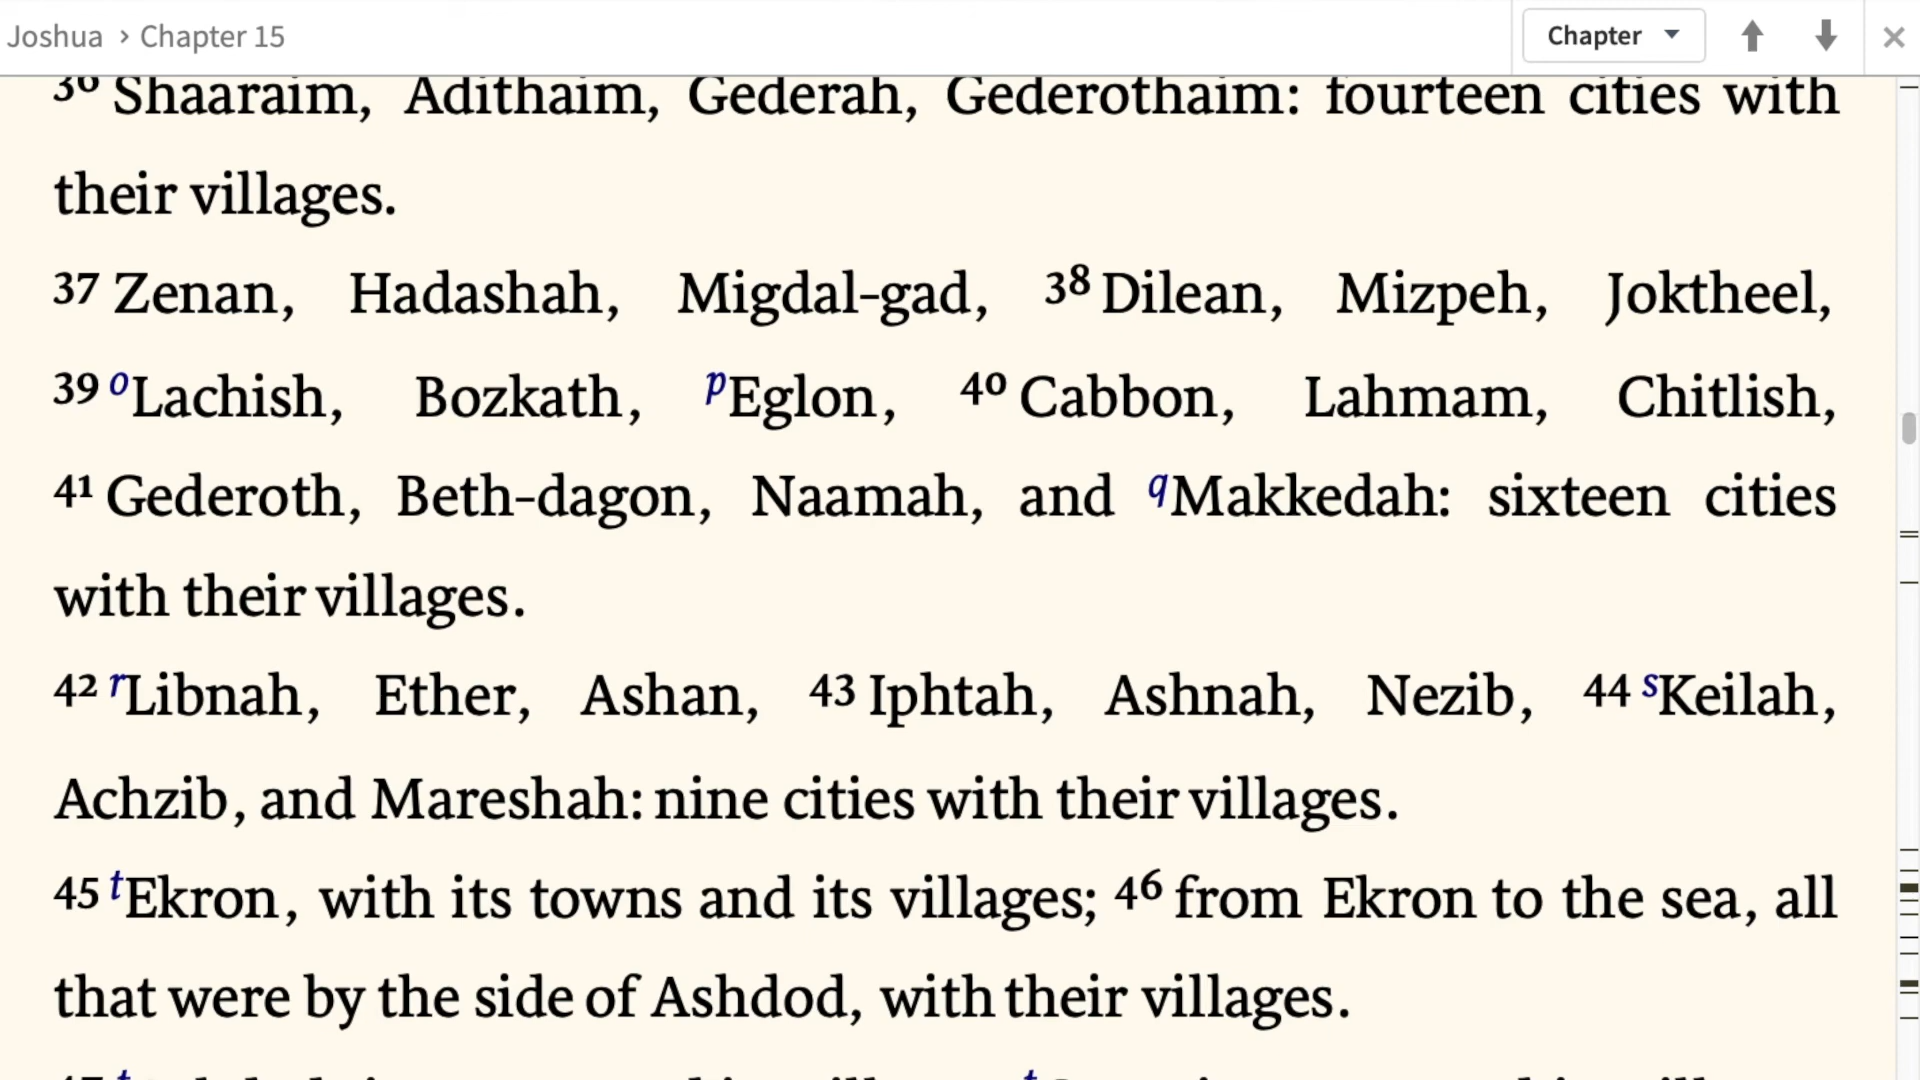 Joshua › Chapter 15
Chapter
36 Shaaraim, Adithaim, Gederah, Gederothaim: fourteen cities with
their villages.
37 Zenan, Hadashah, Migdal-gad, 38 Dilean, Mizpeh, Joktheel,
39 oLachish, Bozkath, pEglon, 40 Cabbon, Lahmam, Chitlish,
41 Gederoth, Beth-dagon, Naamah, and qMakkedah: sixteen cities
with their villages.
42 rLibnah, Ether, Ashan, 43 Iphtah, Ashnah, Nezib, 44 sKeilah,
Achzib, and Mareshah: nine cities with their villages.
45 tEkron, with its towns and its villages; 46 from Ekron to the sea, all
that were by the side of Ashdod, with their villages.